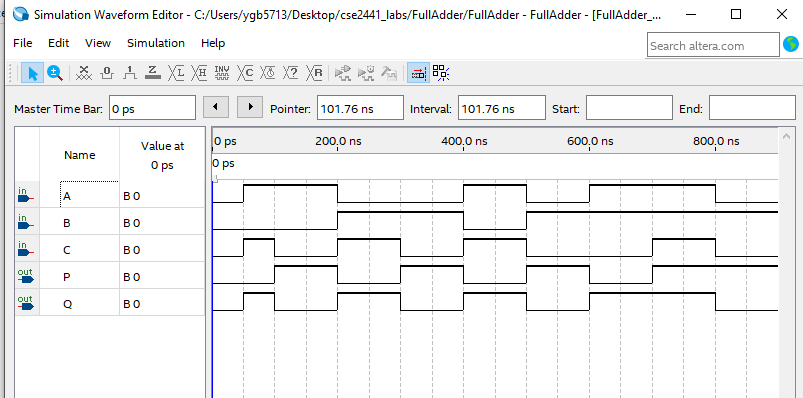 Simulation Waveform Editor - C:/Users/ygb5713/Desktop/cse2441_labs/FullAdder/FullAdder - FullAdder - [FullAdder_...
File Edit View Simulation Help
Search altera.com
0 1 Z L H INV C ? R
Master Time Bar: 0 ps Pointer: 101.76 ns Interval: 101.76 ns Start: End:
Name Value at 0 ps
0 ps 200.0 ns 400.0 ns 600.0 ns 800.0 ns
0 ps
in A B 0
in B B 0
in C B 0
out P B 0
out Q B 0